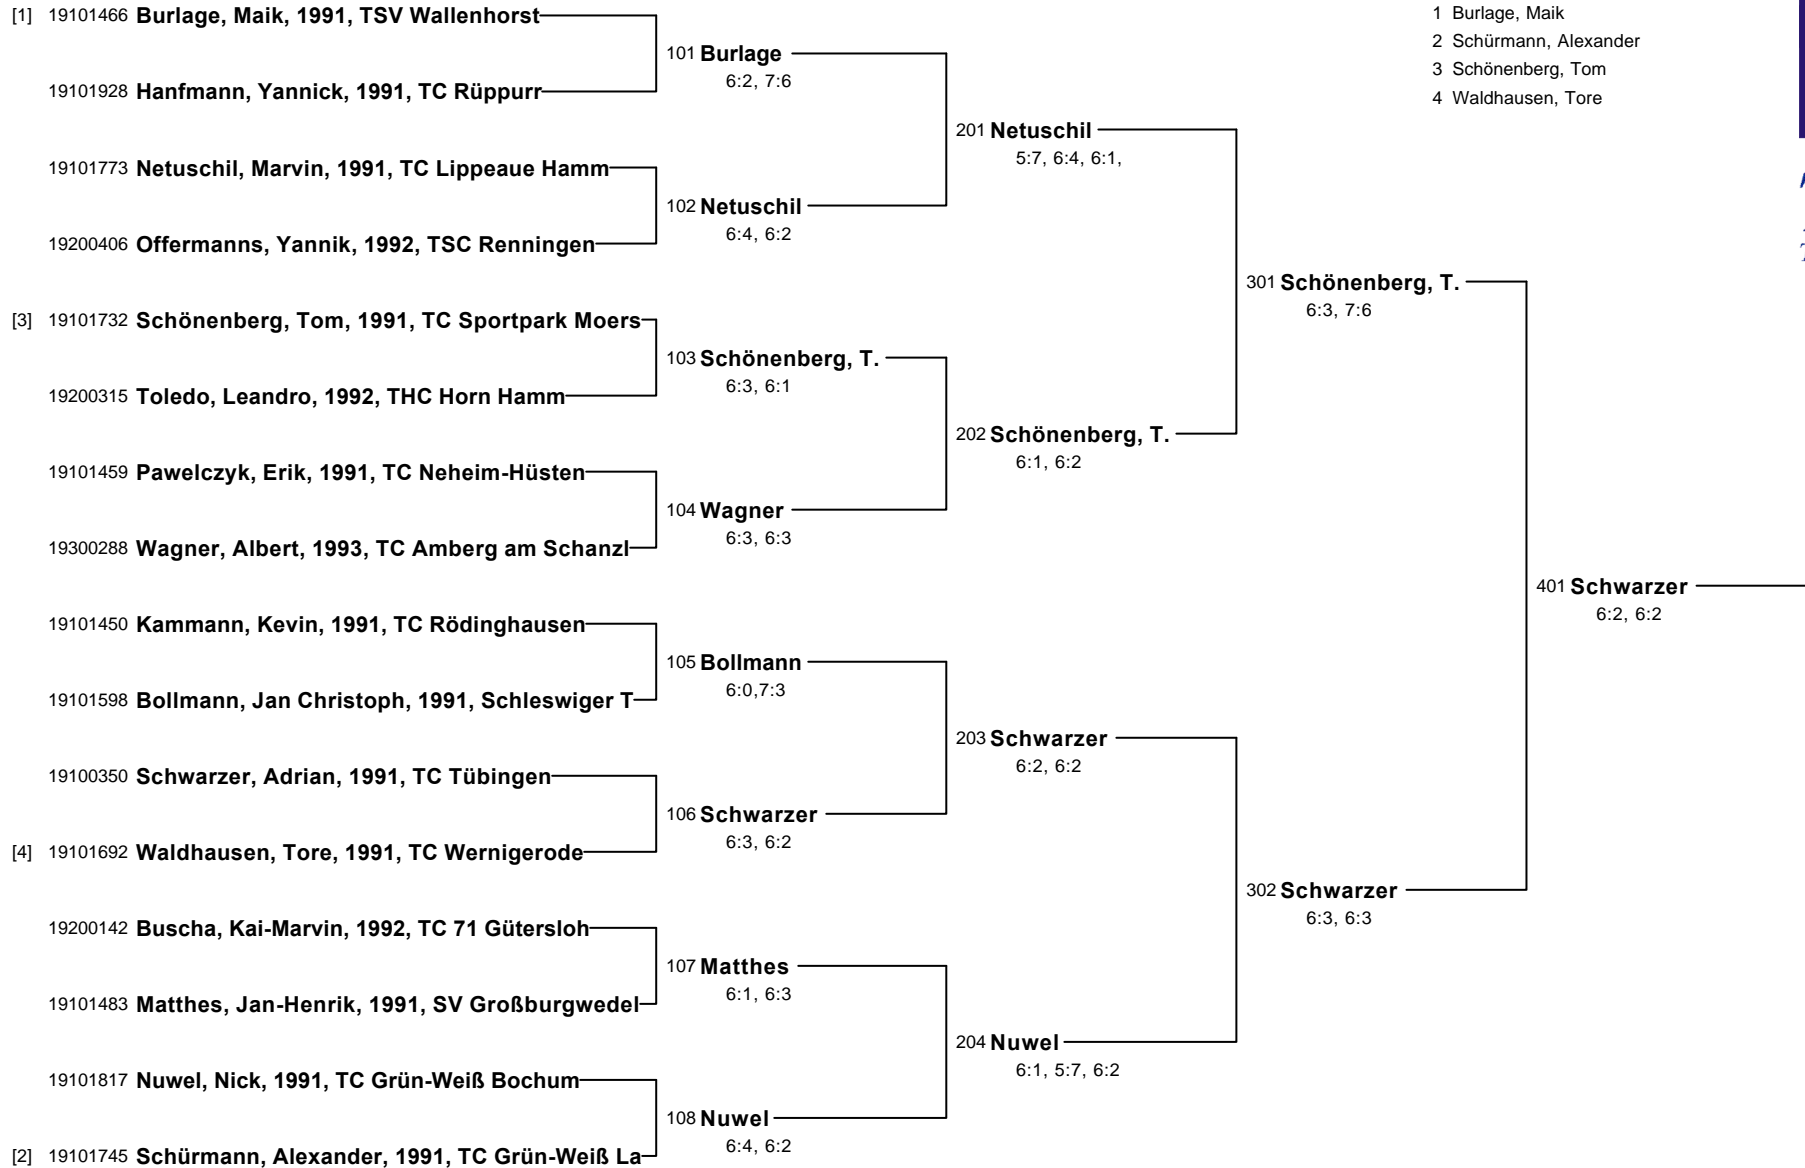 [1] 19101466 Burlage, Maik, 1991, TSV Wallenhorst
1 Burlage, Maik
2 Schürmann, Alexander
3 Schönenberg, Tom
4 Waldhausen, Tore
101 Burlage
6:2, 7:6
19101928 Hanfmann, Yannick, 1991, TC Rüppurr
201 Netuschil
5:7, 6:4, 6:1,
19101773 Netuschil, Marvin, 1991, TC Lippeaue Hamm
102 Netuschil
6:4, 6:2
19200406 Offermanns, Yannik, 1992, TSC Renningen
301 Schönenberg, T.
6:3, 7:6
[3] 19101732 Schönenberg, Tom, 1991, TC Sportpark Moers
103 Schönenberg, T.
6:3, 6:1
19200315 Toledo, Leandro, 1992, THC Horn Hamm
202 Schönenberg, T.
6:1, 6:2
19101459 Pawelczyk, Erik, 1991, TC Neheim-Hüsten
104 Wagner
6:3, 6:3
19300288 Wagner, Albert, 1993, TC Amberg am Schanzl
401 Schwarzer
6:2, 6:2
19101450 Kammann, Kevin, 1991, TC Rödinghausen
105 Bollmann
6:0,7:3
19101598 Bollmann, Jan Christoph, 1991, Schleswiger T
203 Schwarzer
6:2, 6:2
19100350 Schwarzer, Adrian, 1991, TC Tübingen
106 Schwarzer
6:3, 6:2
[4] 19101692 Waldhausen, Tore, 1991, TC Wernigerode
302 Schwarzer
6:3, 6:3
19200142 Buscha, Kai-Marvin, 1992, TC 71 Gütersloh
107 Matthes
6:1, 6:3
19101483 Matthes, Jan-Henrik, 1991, SV Großburgwedel
204 Nuwel
6:1, 5:7, 6:2
19101817 Nuwel, Nick, 1991, TC Grün-Weiß Bochum
108 Nuwel
6:4, 6:2
[2] 19101745 Schürmann, Alexander, 1991, TC Grün-Weiß La